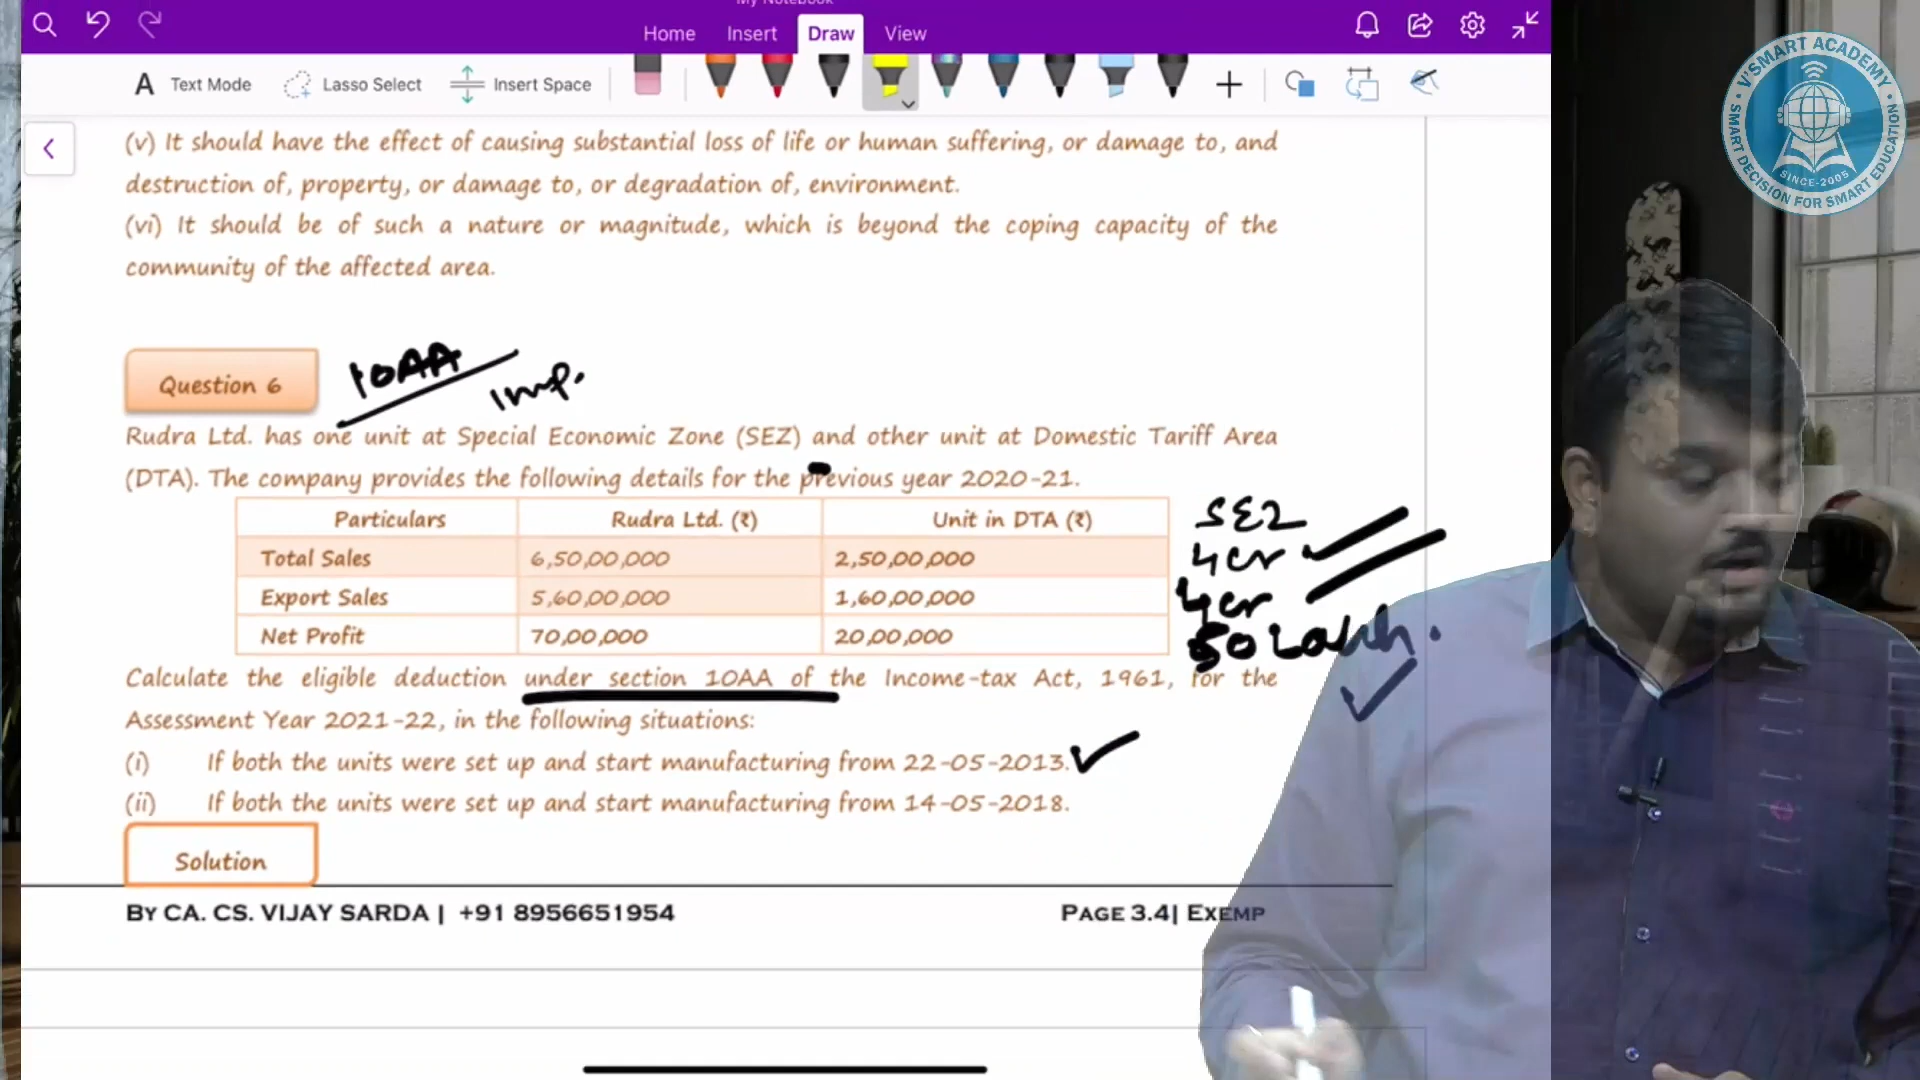 My Notebook
Home Insert Draw View
A Text Mode Lasso Select Insert Space
(v) It should have the effect of causing substantial loss of life or human suffering, or damage to, and
destruction of, property, or damage to, or degradation of, environment.
(vi) It should be of such a nature or magnitude, which is beyond the coping capacity of the
community of the affected area.
Question 6 10AA Imp.
Rudra Ltd. has one unit at Special Economic Zone (SEZ) and other unit at Domestic Tariff Area
(DTA). The company provides the following details for the previous year 2020-21.
Particulars Rudra Ltd. (₹) Unit in DTA (₹) SEZ
Total Sales 6,50,00,000 2,50,00,000 4cr
Export Sales 5,60,00,000 1,60,00,000 4cr
Net Profit 70,00,000 20,00,000 50 Lakh.
Calculate the eligible deduction under section 10AA of the Income-tax Act, 1961, for the
Assessment Year 2021-22, in the following situations:
(i) If both the units were set up and start manufacturing from 22-05-2013.
(ii) If both the units were set up and start manufacturing from 14-05-2018.
Solution
BY CA. CS. VIJAY SARDA | +91 8956651954 PAGE 3.4| EXEMP
V'SMART ACADEMY
SINCE-2005
SMART DECISION FOR SMART EDUCATION